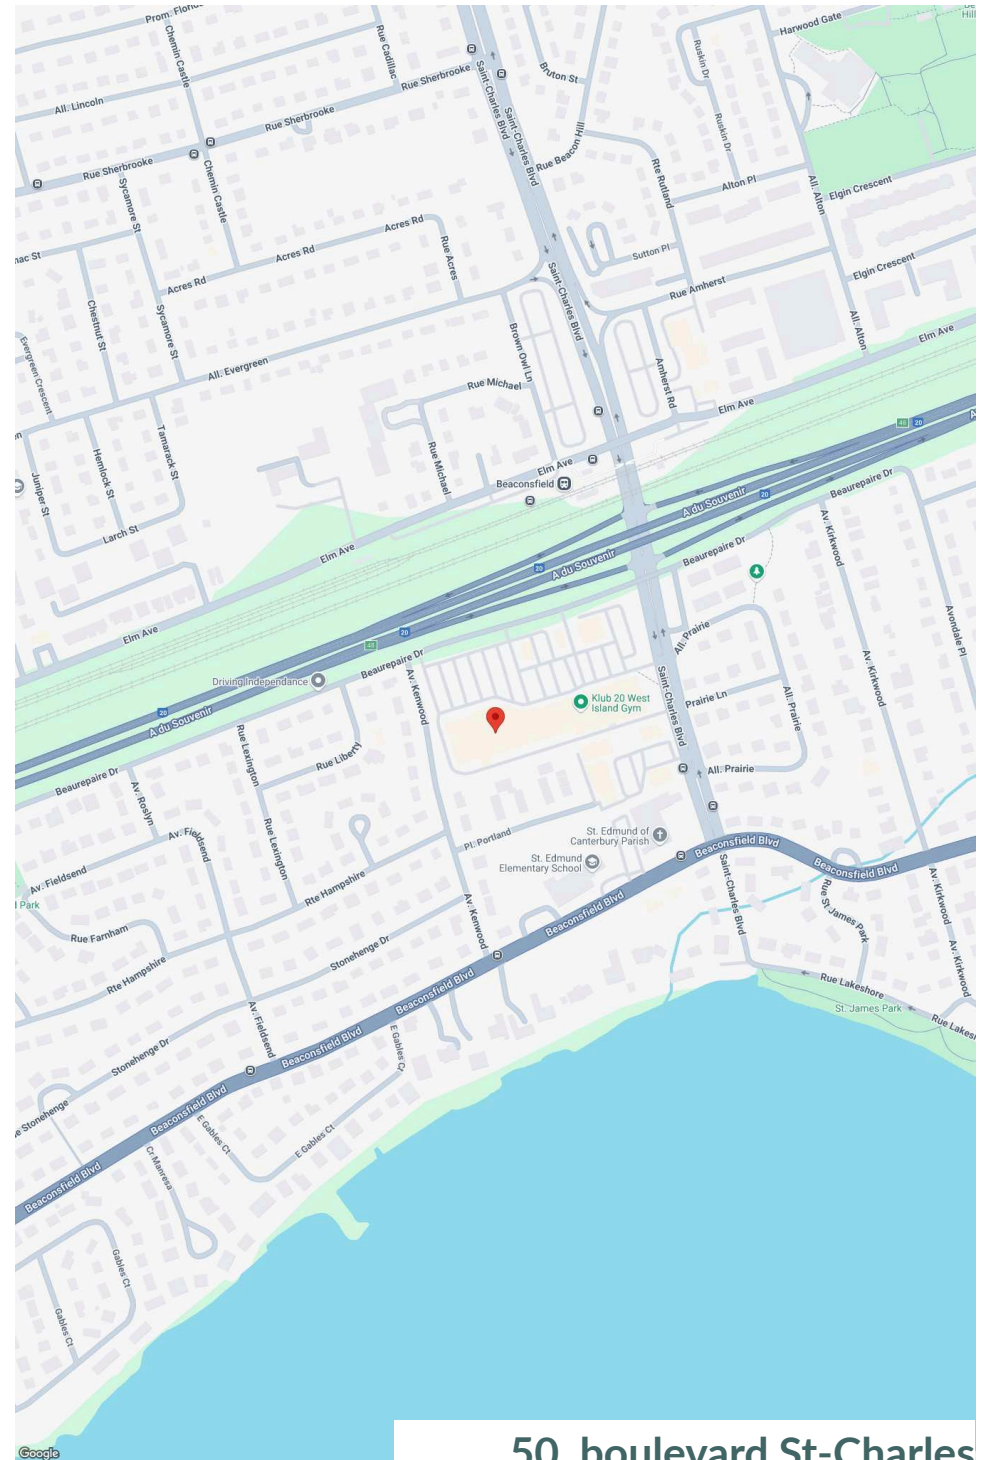 Harwood Gate
Chemin Castle
Rue Cadillac
Ruskin Dr
Bruton St
Saint-Charles Blvd
All. Lincoln
Rue Sherbrooke
Rue Sherbrooke
Saint-Charles Blvd
Ruskin Dr
Rue Beacon Hill
Rue Sherbrooke
Chemin Castle
Sycamore St
Rte Rutland
Alton Pl
All. Alton
Elgin Crescent
Acres Rd
Acres Rd
Rue Acres
Sutton Pl
Elgin Crescent
Acres Rd
Saint-Charles Blvd
Rue Amherst
Chestnut St
Sycamore St
Brown Owl Ln
All. Alton
Elm Ave
Evergreen Crescent
All. Evergreen
Rue Michael
Amherst Rd
Elm Ave
Tamarack St
Hemlock St
Juniper St
Rue Michael
Elm Ave
Beaconsfield
20
20
A du Souvenir
Beaurepaire Dr
Larch St
Av. Kirkwood
Elm Ave
A du Souvenir
Beaurepaire Dr
20
Avondale Pl
Elm Ave
20
All. Prairie
Beaurepaire Dr
Driving Independance
Av. Kenwood
Saint-Charles Blvd
Av. Kirkwood
Klub 20 West
Island Gym
Prairie Ln
All. Prairie
20
A du Souvenir
Rue Lexington
Rue Liberty
Beaurepaire Dr
All. Prairie
Av. Roslyn
Av. Fieldsend
Rue Lexington
Pl. Portland
St. Edmund of
Canterbury Parish
Beaconsfield Blvd
St. Edmund
Elementary School
Beaconsfield Blvd
Av. Fieldsend
Rte Hampshire
Saint-Charles Blvd
Rue St James Park
Av. Kirkwood
Park
Rue Farnham
Av. Kenwood
Beaconsfield Blvd
Stonehenge Dr
Av. Kirkwood
Rte Hampshire
Beaconsfield Blvd
Rue Lakeshore
St. James Park
Av. Fieldsend
Stonehenge Dr
Beaconsfield Blvd
E Gables Ct
Stonehenge
Beaconsfield Blvd
E Gables Ct
E Gables Ct
Cr Manresa
Beaconsfield Blvd
Gables Ct
Gables Ct
Google
50, boulevard St-Charles